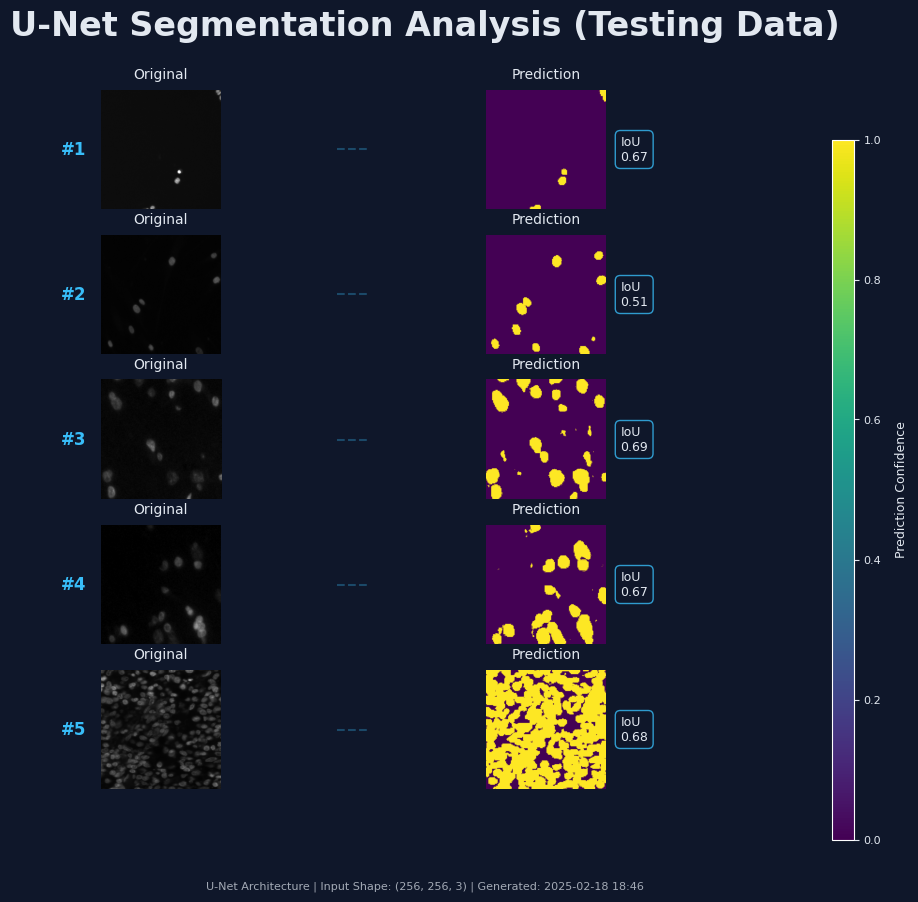 U-Net Segmentation Analysis (Testing Data)
Original
Prediction
#1
IoU
0.67
Original
Prediction
#2
IoU
0.51
Original
Prediction
#3
IoU
0.69
Original
Prediction
#4
IoU
0.67
Original
Prediction
#5
IoU
0.68
1.0
0.8
0.6
0.4
0.2
0.0
Prediction Confidence
U-Net Architecture | Input Shape: (256, 256, 3) | Generated: 2025-02-18 18:46